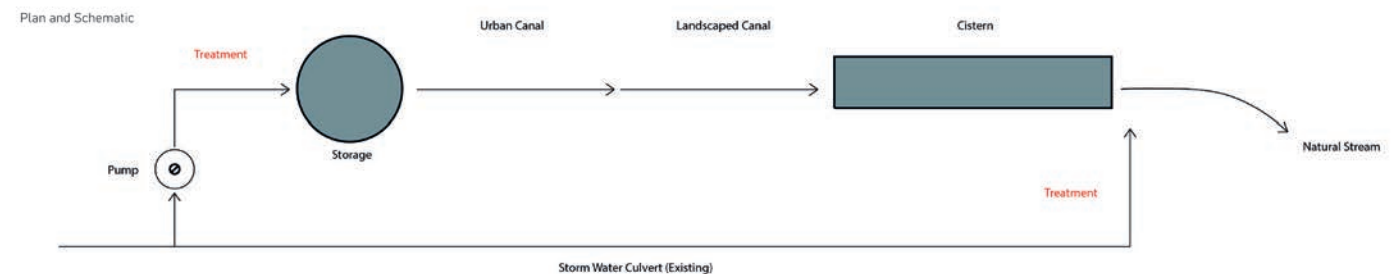 Plan and Schematic
Urban Canal
Landscaped Canal
Cistern
Treatment
Storage
Pump
Natural Stream
Treatment
Storm Water Culvert (Existing)